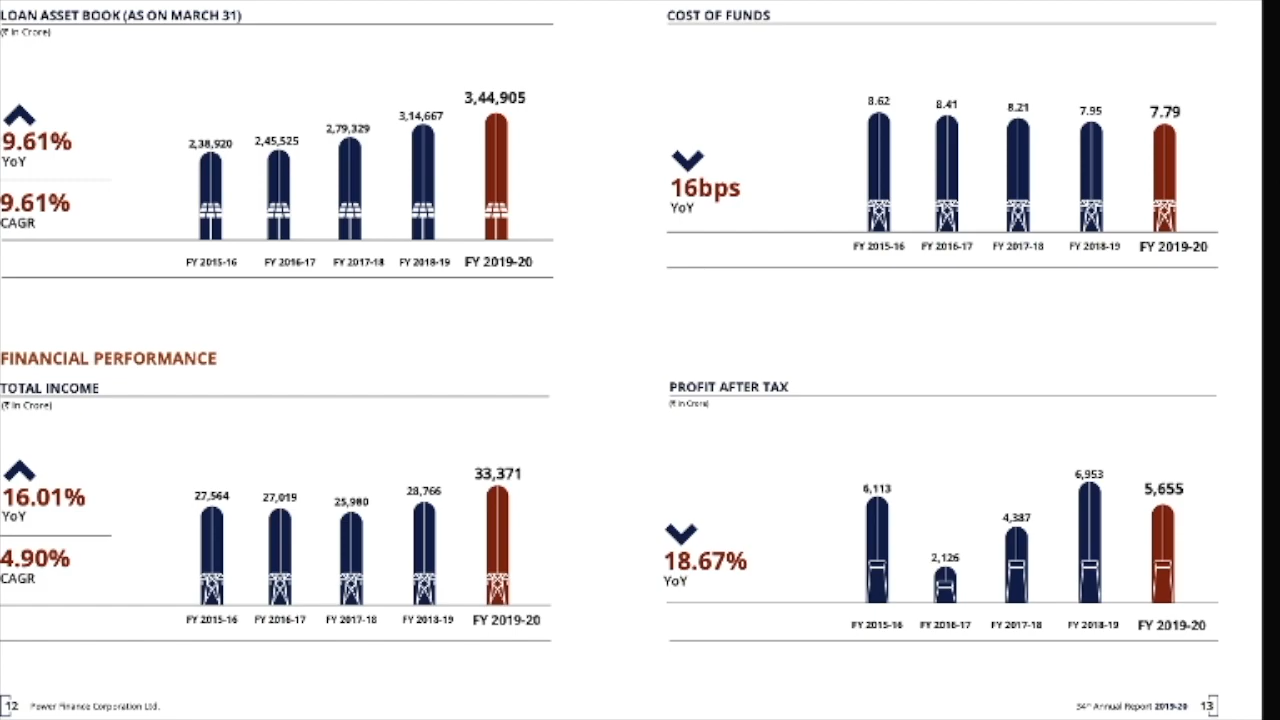 LOAN ASSET BOOK (AS ON MARCH 31)
(₹ in Crore)
9.61%
YoY
9.61%
CAGR
2,38,920
2,45,525
2,79,329
3,14,667
3,44,905
FY 2015-16
FY 2016-17
FY 2017-18
FY 2018-19
FY 2019-20
COST OF FUNDS
16bps
YoY
8.62
8.41
8.21
7.95
7.79
FY 2015-16
FY 2016-17
FY 2017-18
FY 2018-19
FY 2019-20
FINANCIAL PERFORMANCE
TOTAL INCOME
(₹ in Crore)
16.01%
YoY
4.90%
CAGR
27,564
27,019
25,980
28,766
33,371
FY 2015-16
FY 2016-17
FY 2017-18
FY 2018-19
FY 2019-20
PROFIT AFTER TAX
(₹ in Crore)
18.67%
YoY
6,113
2,126
4,387
6,953
5,655
FY 2015-16
FY 2016-17
FY 2017-18
FY 2018-19
FY 2019-20
12 Power Finance Corporation Ltd.
34th Annual Report 2019-20 13